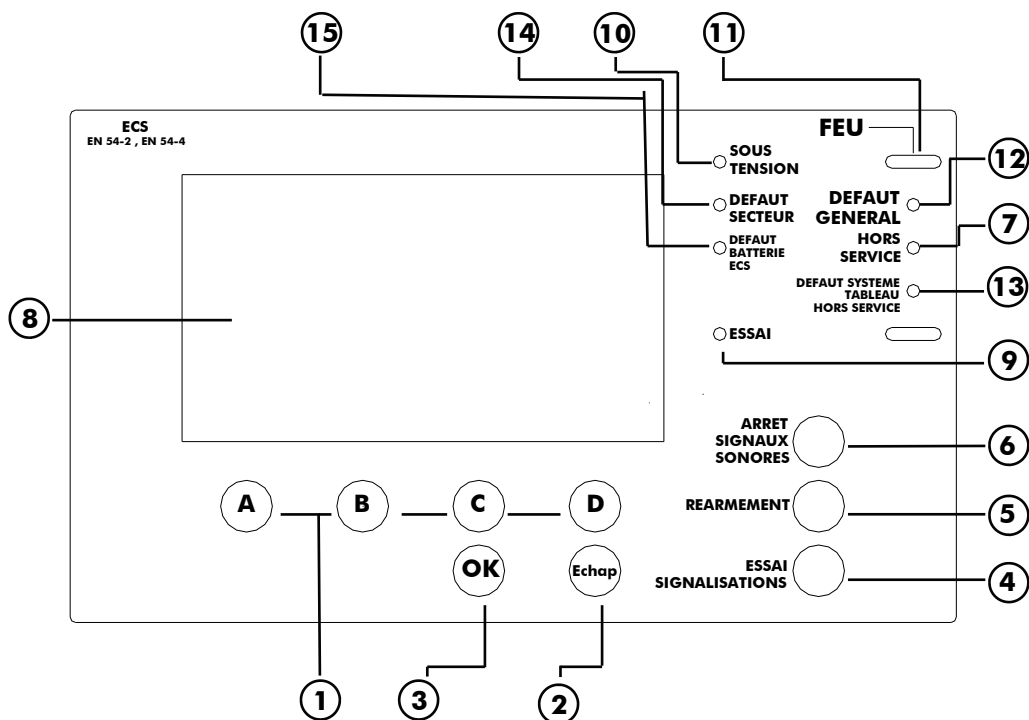 15
14
10
11
ECS
EN 54-2 , EN 54-4
FEU
SOUS
TENSION
12
DEFAUT
SECTEUR
DEFAUT
GENERAL
7
DEFAUT
BATTERIE
ECS
HORS
SERVICE
DEFAUT SYSTEME
TABLEAU
HORS SERVICE
13
8
ESSAI
9
ARRET
SIGNAUX
SONORES
6
A
B
C
D
REARMEMENT
5
OK
Echap
ESSAI
SIGNALISATIONS
4
1
3
2